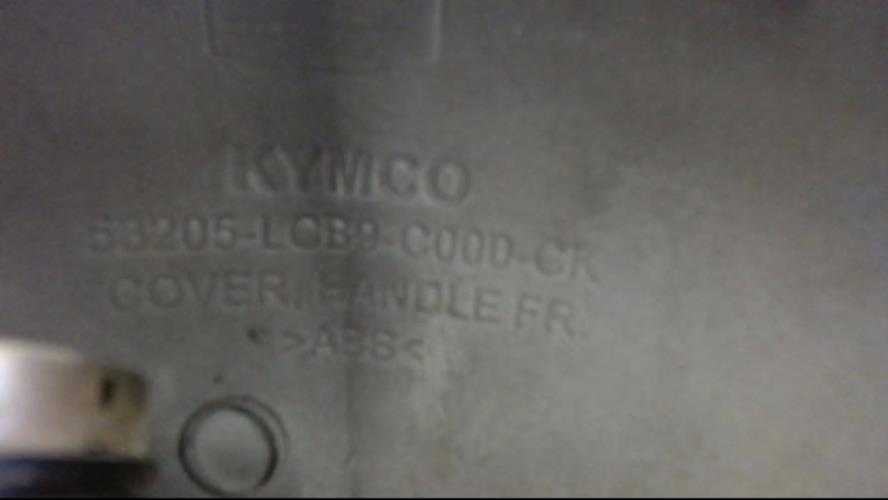 KYMCO
53205-LCB9-C000-CK
COVER, HANDLE FR.
>ABS<